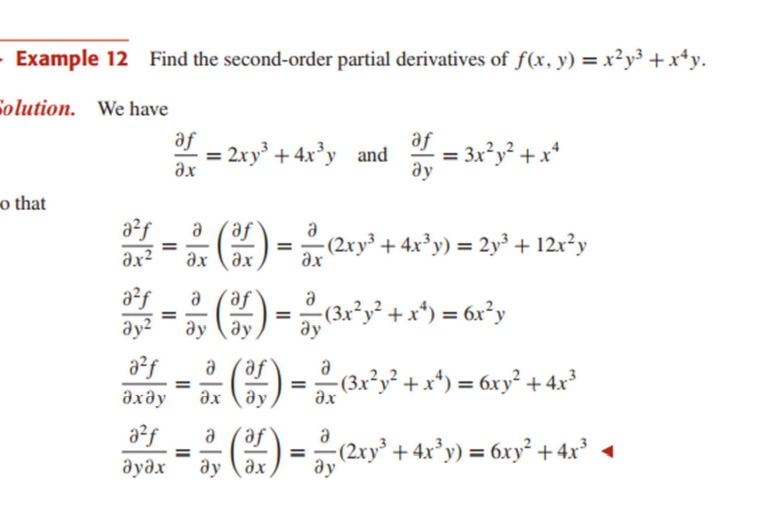 Example 12 Find the second-order partial derivatives of f(x, y) = x²y³ + x⁴y.
Solution. We have
∂f/∂x = 2xy³ + 4x³y and ∂f/∂y = 3x²y² + x⁴
o that
∂²f/∂x² = ∂/∂x (∂f/∂x) = ∂/∂x (2xy³ + 4x³y) = 2y³ + 12x²y
∂²f/∂y² = ∂/∂y (∂f/∂y) = ∂/∂y (3x²y² + x⁴) = 6x²y
∂²f/∂x∂y = ∂/∂x (∂f/∂y) = ∂/∂x (3x²y² + x⁴) = 6xy² + 4x³
∂²f/∂y∂x = ∂/∂y (∂f/∂x) = ∂/∂y (2xy³ + 4x³y) = 6xy² + 4x³ ◄